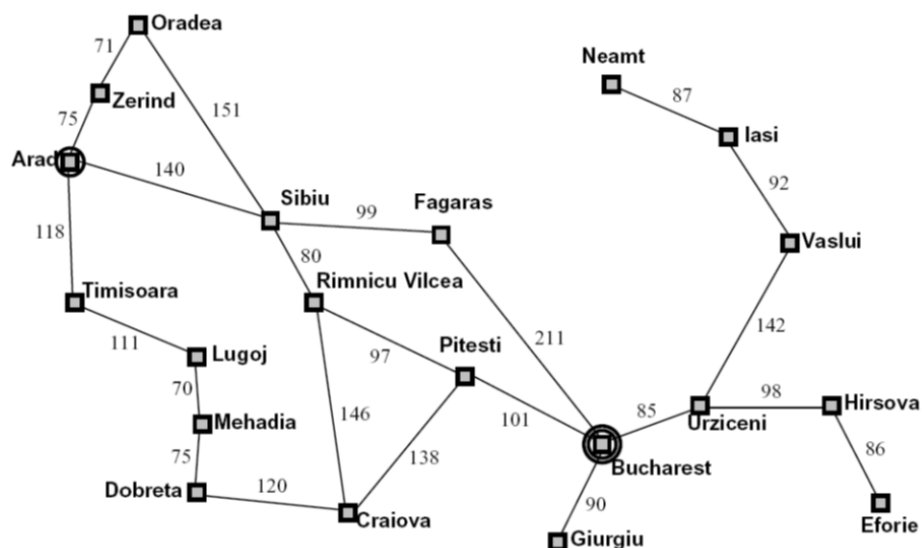 Oradea
71
Neamt
Zerind
87
151
75
Iasi
Arad
140
92
Sibiu
Fagaras
99
118
Vaslui
80
Timisoara
Rimnicu Vilcea
142
111
Lugoj
Pitesti
211
97
70
98
Hirsova
146
85
Mehadia
101
Urziceni
138
86
75
Bucharest
Dobreta
120
90
Craiova
Eforie
Giurgiu